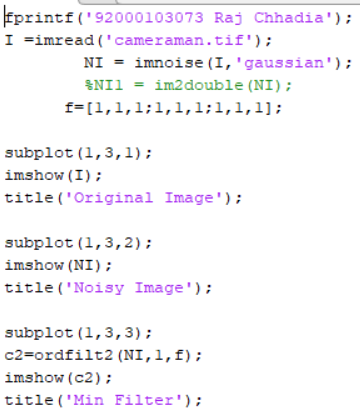 fprintf('92000103073 Raj Chhadia');
I =imread('cameraman.tif');
NI = imnoise(I,'gaussian');
%NI1 = im2double(NI);
f=[1,1,1;1,1,1;1,1,1];
subplot(1,3,1);
imshow(I);
title('Original Image');
subplot(1,3,2);
imshow(NI);
title('Noisy Image');
subplot(1,3,3);
c2=ordfilt2(NI,1,f);
imshow(c2);
title('Min Filter');